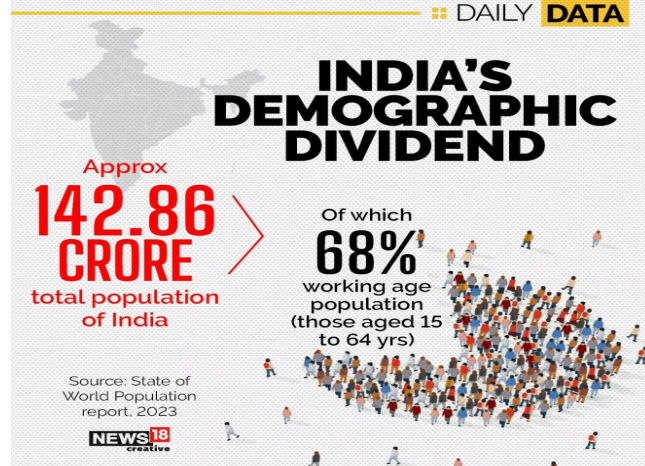 DAILY DATA
INDIA'S
DEMOGRAPHIC
DIVIDEND
Approx
142.86
CRORE
total population
of India
Of which
68%
working age
population
(those aged 15
to 64 yrs)
Source: State of
World Population
report, 2023
NEWS18
creative